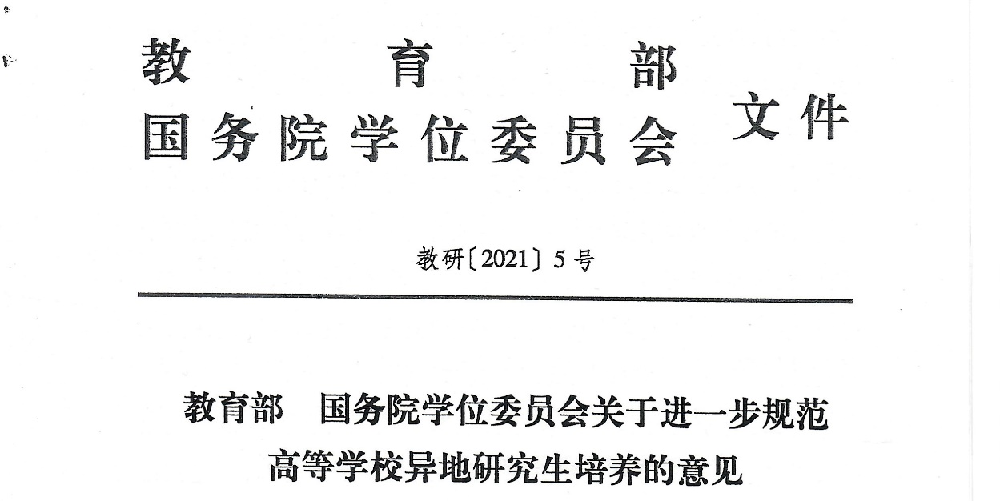 教育部
国务院学位委员会 文件
教研〔2021〕5号
教育部 国务院学位委员会关于进一步规范
高等学校异地研究生培养的意见